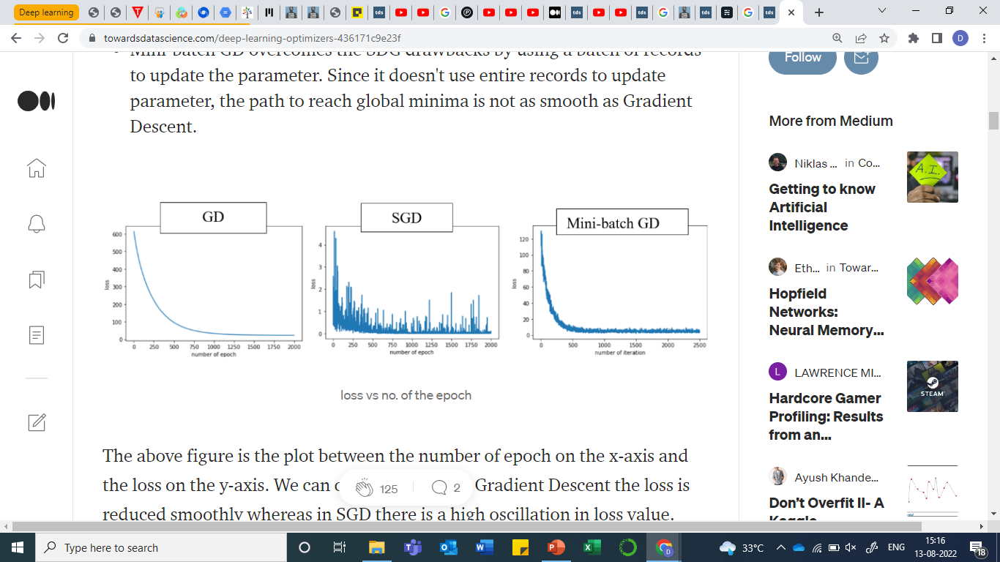 Deep learning
tds
tds
tds
tds
tds
tds
towardsdatascience.com/deep-learning-optimizers-436171c9e23f
D
Mini-batch GD overcomes the SDG drawbacks by using a batch of records
to update the parameter. Since it doesn't use entire records to update
parameter, the path to reach global minima is not as smooth as Gradient
Descent.
GD
600
500
400
300
200
100
0
loss
0 250 500 750 1000 1250 1500 1750 2000
number of epoch
SGD
4
3
2
1
0
loss
0 250 500 750 1000 1250 1500 1750 2000
number of epoch
Mini-batch GD
120
100
80
60
40
20
0
loss
0 500 1000 1500 2000 2500
number of iteration
loss vs no. of the epoch
The above figure is the plot between the number of epoch on the x-axis and
the loss on the y-axis. We can Gradient Descent the loss is
125 2
reduced smoothly whereas in SGD there is a high oscillation in loss value.
Follow
More from Medium
Niklas ... in Co...
Getting to know
Artificial
Intelligence
A.I.
Eth... in Towar...
Hopfield
Networks:
Neural Memory...
L LAWRENCE MI...
Hardcore Gamer
Profiling: Results
from an...
STEAM
Ayush Khande...
Don’t Overfit II- A
Kaggle
Type here to search
33°C
ENG
15:16
13-08-2022
18